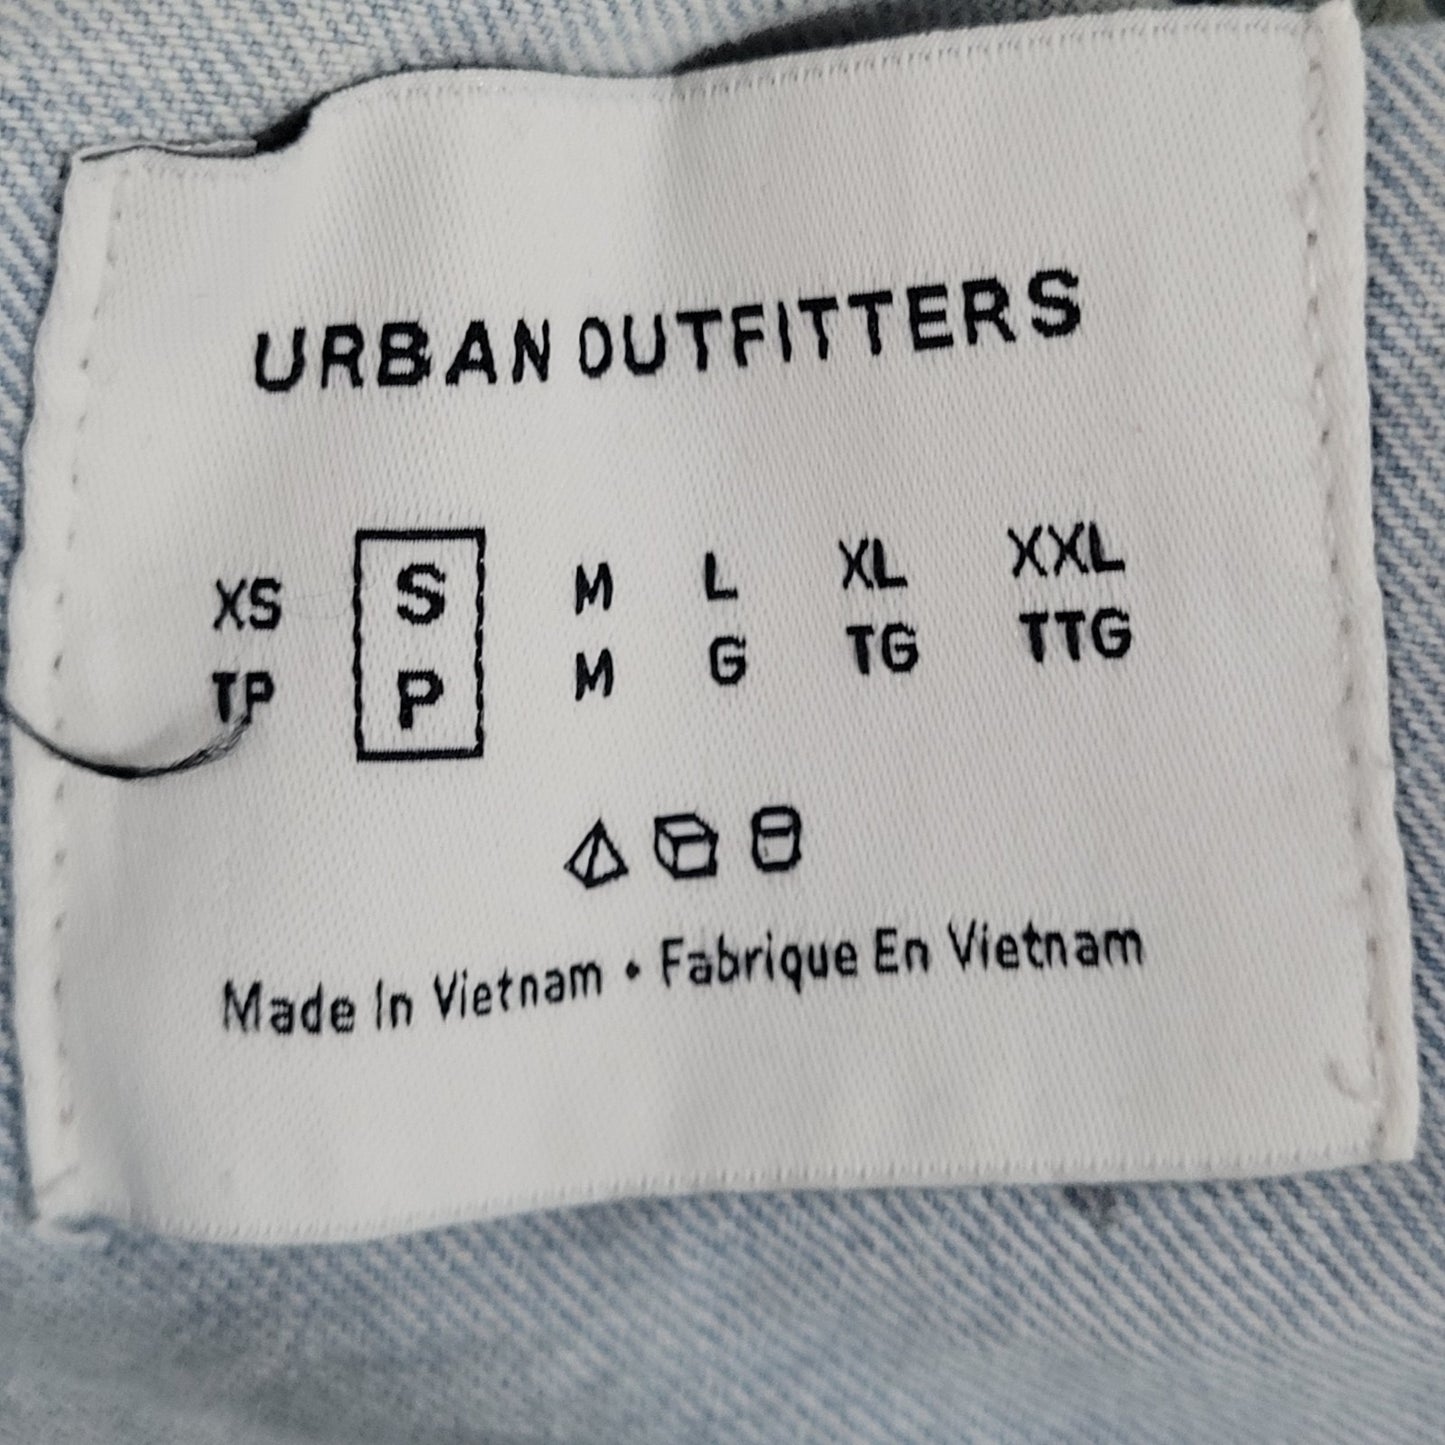 URBAN OUTFITTERS
XS S M L XL XXL
TP P M G TG TTG
Made In Vietnam • Fabrique En Vietnam